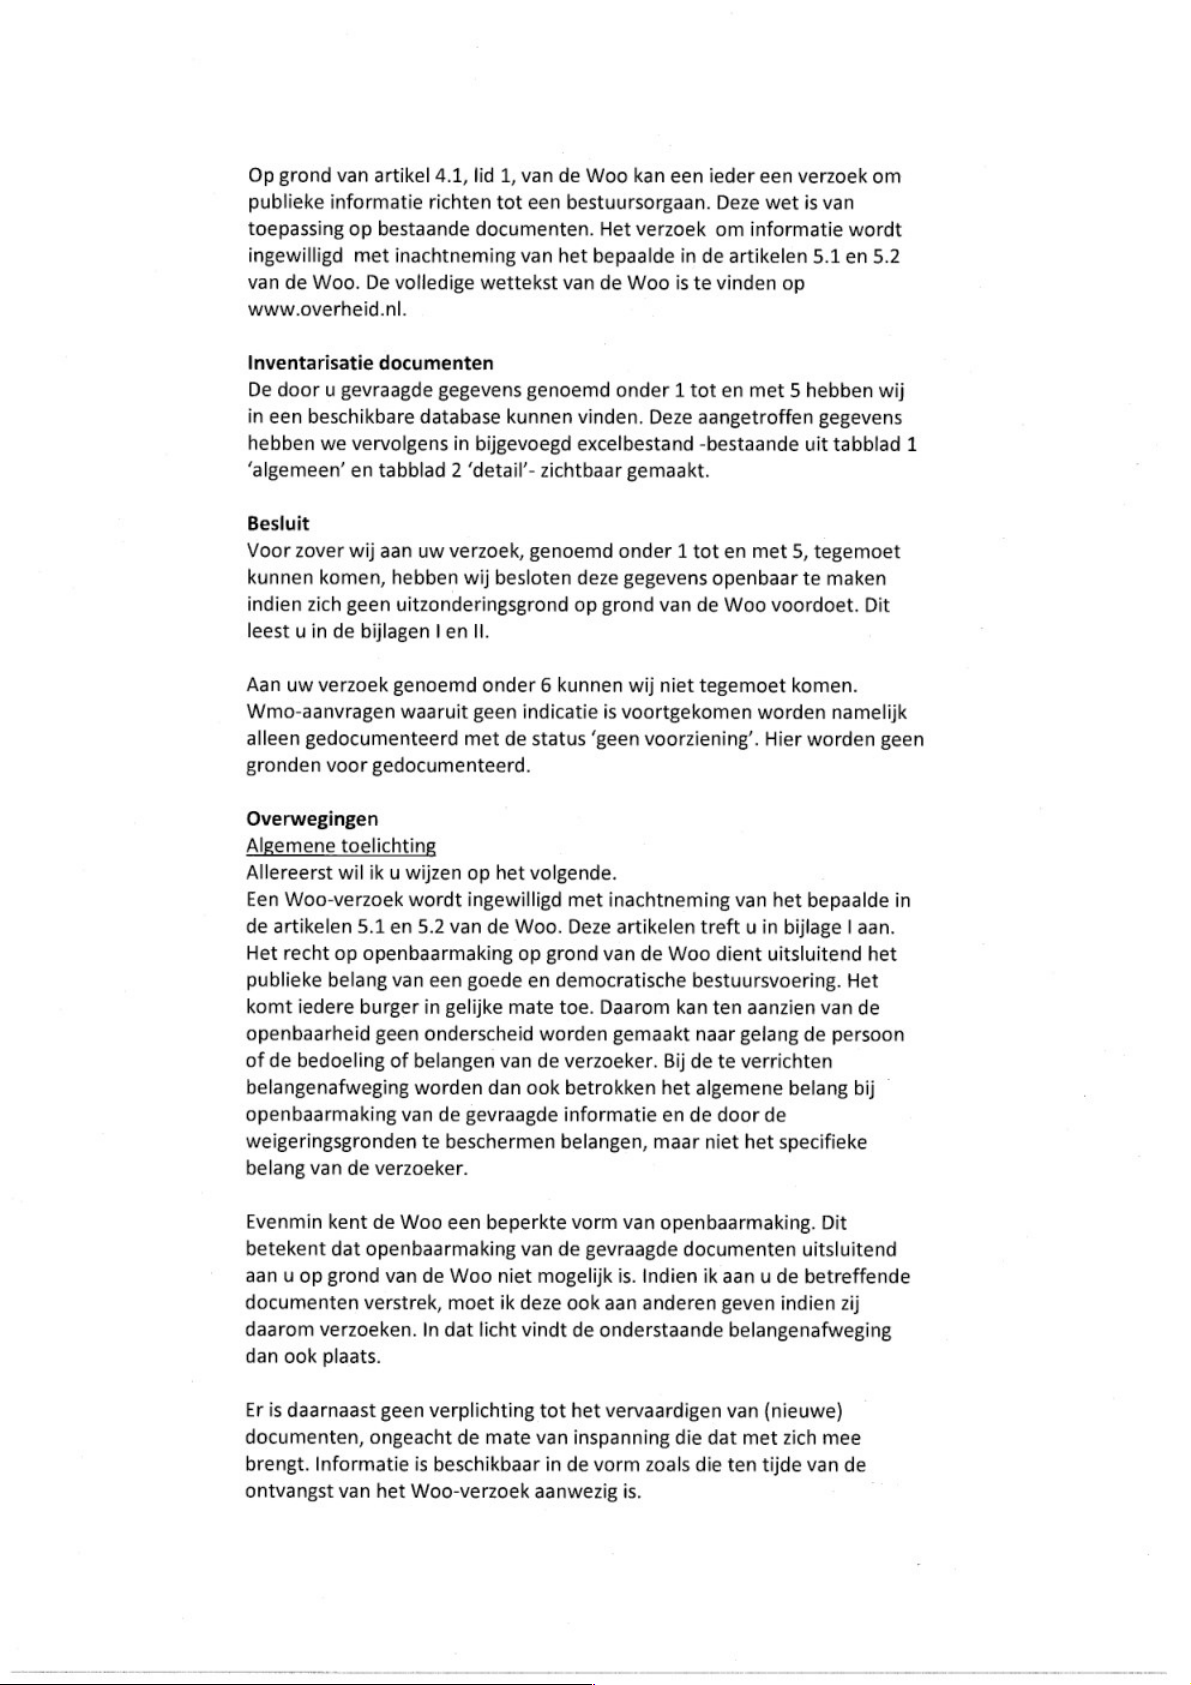 Op grond van artikel 4.1, lid 1, van de Woo kan een ieder een verzoek om
publieke informatie richten tot een bestuursorgaan. Deze wet is van
toepassing op bestaande documenten. Het verzoek om informatie wordt
ingewilligd met inachtneming van het bepaalde in de artikelen 5.1 en 5.2
van de Woo. De volledige wettekst van de Woo is te vinden op
www.overheid.nl.

Inventarisatie documenten
De door u gevraagde gegevens genoemd onder 1 tot en met 5 hebben wij
in een beschikbare database kunnen vinden. Deze aangetroffen gegevens
hebben we vervolgens in bijgevoegd excelbestand -bestaande uit tabblad 1
‘algemeen’ en tabblad 2 ‘detail’- zichtbaar gemaakt.

Besluit
Voor zover wij aan uw verzoek, genoemd onder 1 tot en met 5, tegemoet
kunnen komen, hebben wij besloten deze gegevens openbaar te maken
indien zich geen uitzonderingsgrond op grond van de Woo voordoet. Dit
leest u in de bijlagen I en II.

Aan uw verzoek genoemd onder 6 kunnen wij niet tegemoet komen.
Wmo-aanvragen waaruit geen indicatie is voortgekomen worden namelijk
alleen gedocumenteerd met de status ‘geen voorziening’. Hier worden geen
gronden voor gedocumenteerd.

Overwegingen
Algemene toelichting
Allereerst wil ik u wijzen op het volgende.
Een Woo-verzoek wordt ingewilligd met inachtneming van het bepaalde in
de artikelen 5.1 en 5.2 van de Woo. Deze artikelen treft u in bijlage I aan.
Het recht op openbaarmaking op grond van de Woo dient uitsluitend het
publieke belang van een goede en democratische bestuursvoering. Het
komt iedere burger in gelijke mate toe. Daarom kan ten aanzien van de
openbaarheid geen onderscheid worden gemaakt naar gelang de persoon
of de bedoeling of belangen van de verzoeker. Bij de te verrichten
belangenafweging worden dan ook betrokken het algemene belang bij
openbaarmaking van de gevraagde informatie en de door de
weigeringsgronden te beschermen belangen, maar niet het specifieke
belang van de verzoeker.

Evenmin kent de Woo een beperkte vorm van openbaarmaking. Dit
betekent dat openbaarmaking van de gevraagde documenten uitsluitend
aan u op grond van de Woo niet mogelijk is. Indien ik aan u de betreffende
documenten verstrek, moet ik deze ook aan anderen geven indien zij
daarom verzoeken. In dat licht vindt de onderstaande belangenafweging
dan ook plaats.

Er is daarnaast geen verplichting tot het vervaardigen van (nieuwe)
documenten, ongeacht de mate van inspanning die dat met zich mee
brengt. Informatie is beschikbaar in de vorm zoals die ten tijde van de
ontvangst van het Woo-verzoek aanwezig is.